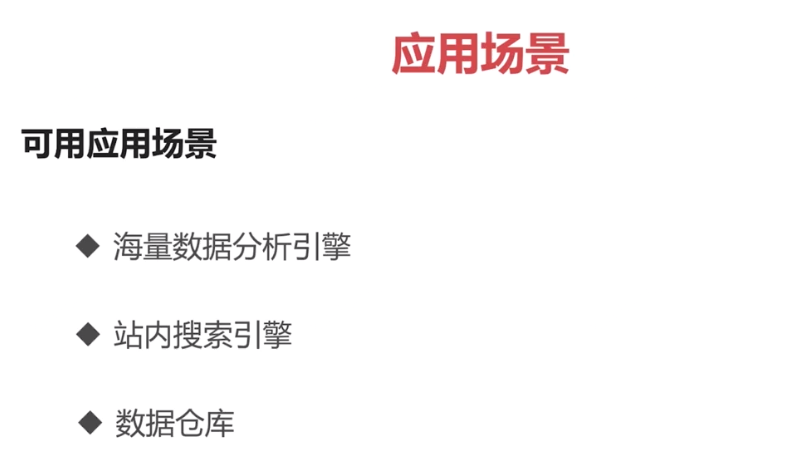 应用场景
可用应用场景
◆ 海量数据分析引擎
◆ 站内搜索引擎
◆ 数据仓库